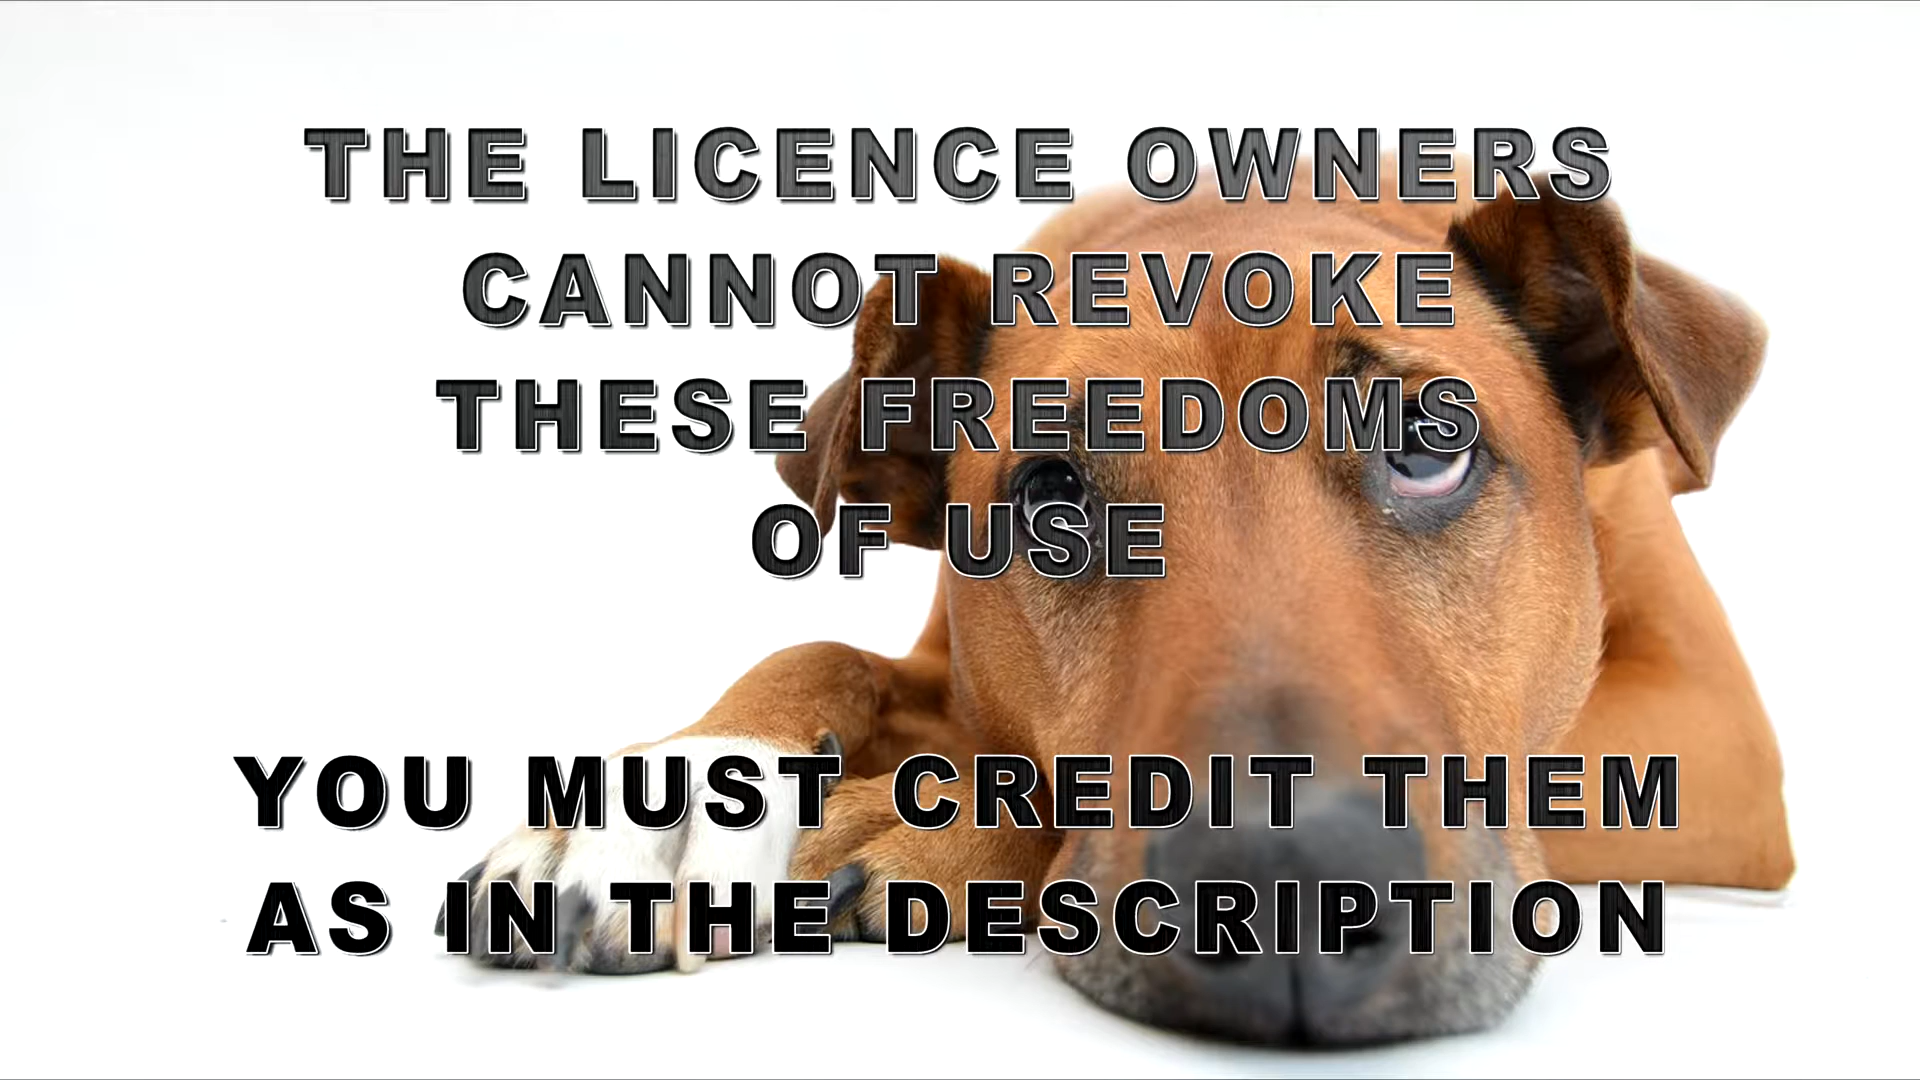 THE LICENCE OWNERS
CANNOT REVOKE
THESE FREEDOMS
OF USE
YOU MUST CREDIT THEM
AS IN THE DESCRIPTION